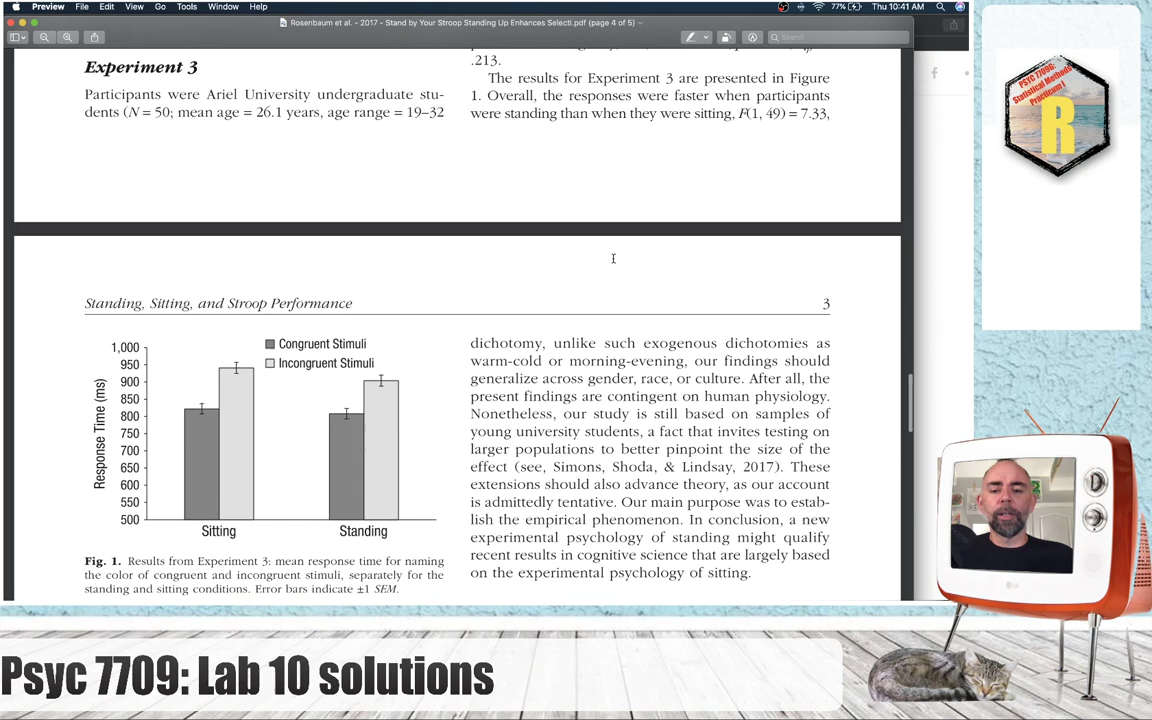 Preview File Edit View Go Tools Window Help
77% Thu 10:41 AM
Rosenbaum et al. - 2017 - Stand by Your Stroop Standing Up Enhances Selecti.pdf (page 4 of 5)
Search
.213.
Experiment 3
Participants were Ariel University undergraduate stu-
dents (N = 50; mean age = 26.1 years, age range = 19–32
The results for Experiment 3 are presented in Figure
1. Overall, the responses were faster when participants
were standing than when they were sitting, F(1, 49) = 7.33,
Standing, Sitting, and Stroop Performance
3
1,000
950
900
850
800
750
700
650
600
550
500
Response Time (ms)
Congruent Stimuli
Incongruent Stimuli
Sitting
Standing
Fig. 1. Results from Experiment 3: mean response time for naming
the color of congruent and incongruent stimuli, separately for the
standing and sitting conditions. Error bars indicate ±1 SEM.
dichotomy, unlike such exogenous dichotomies as
warm-cold or morning-evening, our findings should
generalize across gender, race, or culture. After all, the
present findings are contingent on human physiology.
Nonetheless, our study is still based on samples of
young university students, a fact that invites testing on
larger populations to better pinpoint the size of the
effect (see, Simons, Shoda, & Lindsay, 2017). These
extensions should also advance theory, as our account
is admittedly tentative. Our main purpose was to estab-
lish the empirical phenomenon. In conclusion, a new
experimental psychology of standing might qualify
recent results in cognitive science that are largely based
on the experimental psychology of sitting.
PSYC 7709G:
Statistical Methods
Practicum I
R
Psyc 7709: Lab 10 solutions